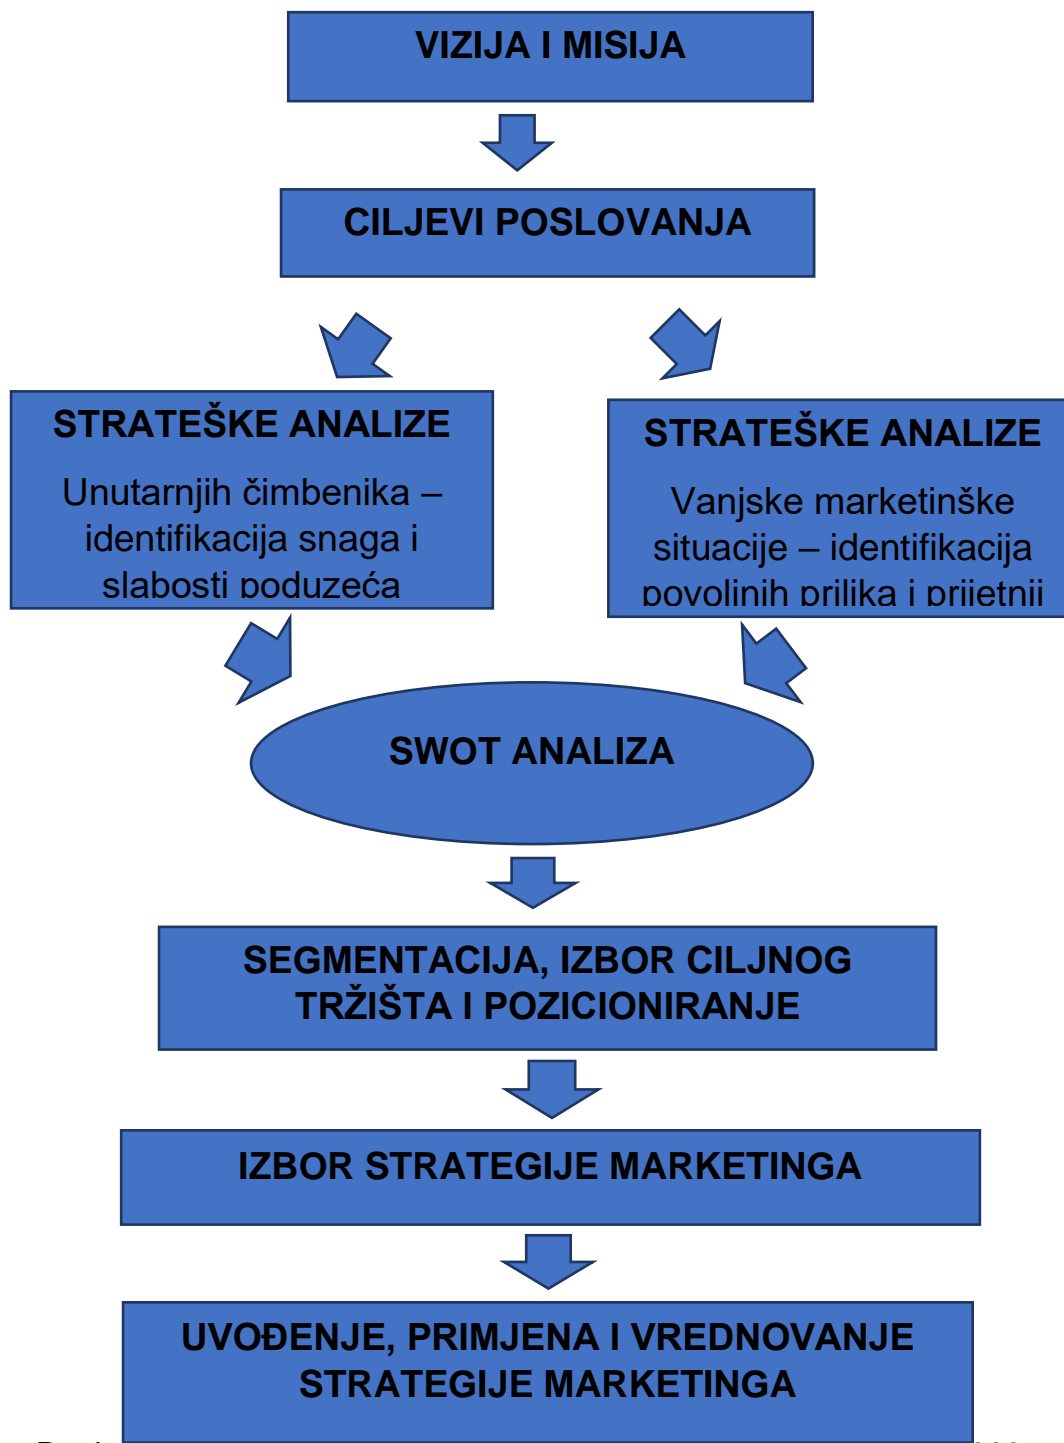 VIZIJA I MISIJA
CILJEVI POSLOVANJA
STRATEŠKE ANALIZE
Unutarnjih čimbenika –
identifikacija snaga i
slabosti poduzeća
STRATEŠKE ANALIZE
Vanjske marketinške
situacije – identifikacija
povoljnih prilika i prijetnji
SWOT ANALIZA
SEGMENTACIJA, IZBOR CILJNOG
TRŽIŠTA I POZICIONIRANJE
IZBOR STRATEGIJE MARKETINGA
UVOĐENJE, PRIMJENA I VREDNOVANJE
STRATEGIJE MARKETINGA